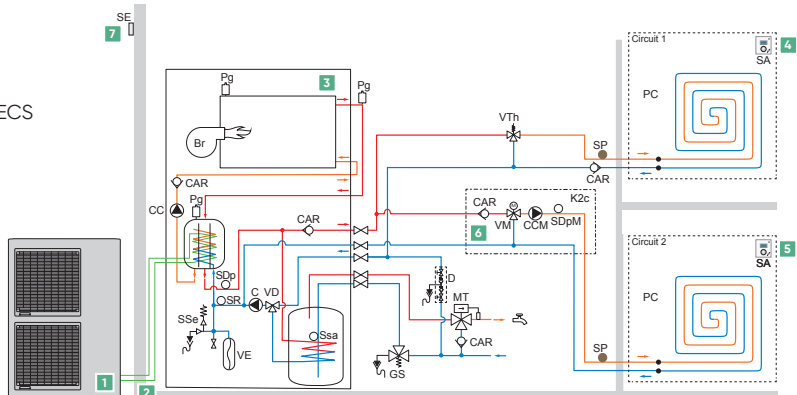 SE
7
ECS
3
Pg
Pg
Br
CAR
CC
Pg
CAR
SDp
SR
C
VD
SSe
VE
Ssa
1
2
VTh
SP
CAR
CAR
VM
M
CCM
SDpM
K2c
6
D
MT
CAR
GS
SP
Circuit 1
SA
4
PC
Circuit 2
SA
5
PC